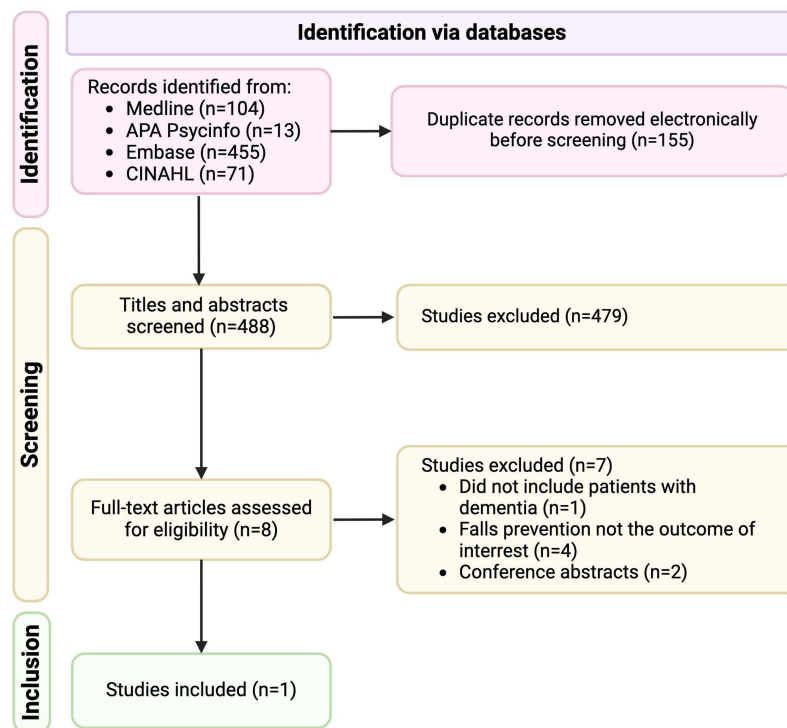 Identification via databases
Identification
Records identified from:
• Medline (n=104)
• APA Psycinfo (n=13)
• Embase (n=455)
• CINAHL (n=71)
Duplicate records removed electronically
before screening (n=155)
Screening
Titles and abstracts
screened (n=488)
Studies excluded (n=479)
Full-text articles assessed
for eligibility (n=8)
Studies excluded (n=7)
• Did not include patients with
dementia (n=1)
• Falls prevention not the outcome of
interrest (n=4)
• Conference abstracts (n=2)
Inclusion
Studies included (n=1)